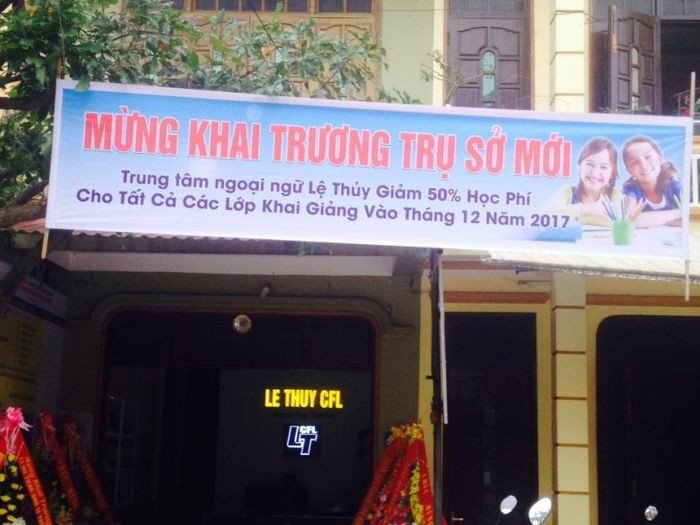 MỪNG KHAI TRƯƠNG TRỤ SỞ MỚI
Trung tâm ngoại ngữ Lệ Thủy Giảm 50% Học Phí
Cho Tất Cả Các Lớp Khai Giảng Vào Tháng 12 Năm 2017
LE THUY CFL
CFL
LT